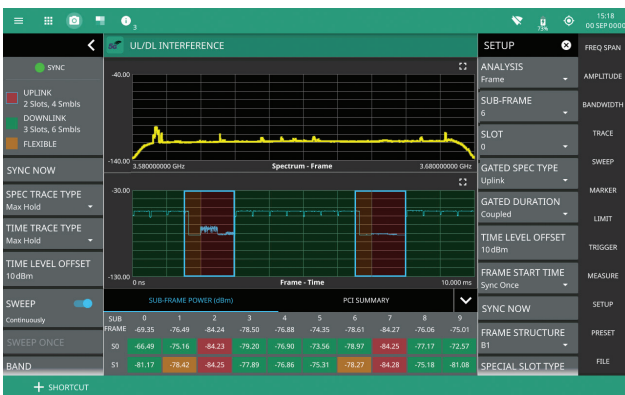 3
73%
15:18
00 SEP 0000
UL/DL INTERFERENCE
SYNC
UPLINK
2 Slots, 4 Smbls
DOWNLINK
3 Slots, 6 Smbls
FLEXIBLE
SYNC NOW
SPEC TRACE TYPE
Max Hold
TIME TRACE TYPE
Max Hold
TIME LEVEL OFFSET
10dBm
SWEEP
Continuously
SWEEP ONCE
BAND
SHORTCUT
-40.00
-140.00
3.580000000 GHz
Spectrum - Frame
3.680000000 GHz
-30.00
-130.00
0 ns
Frame - Time
10.000 ms
SUB-FRAME POWER (dBm)
PCI SUMMARY
SUB FRAME 0 1 2 3 4 5 6 7 8 9
-69.35 -76.49 -84.24 -78.50 -76.88 -74.35 -78.61 -84.27 -76.06 -75.01
S0 -66.49 -75.16 -84.23 -79.20 -76.90 -73.56 -78.97 -84.25 -77.17 -72.57
S1 -81.17 -78.42 -84.25 -77.89 -76.86 -75.31 -78.27 -84.28 -75.18 -81.08
SETUP
ANALYSIS
Frame
SUB-FRAME
6
SLOT
0
GATED SPEC TYPE
Uplink
GATED DURATION
Coupled
TIME LEVEL OFFSET
10dBm
FRAME START TIME
Sync Once
SYNC NOW
FRAME STRUCTURE
B1
SPECIAL SLOT TYPE
FREQ SPAN
AMPLITUDE
BANDWIDTH
TRACE
SWEEP
MARKER
LIMIT
TRIGGER
MEASURE
SETUP
PRESET
FILE